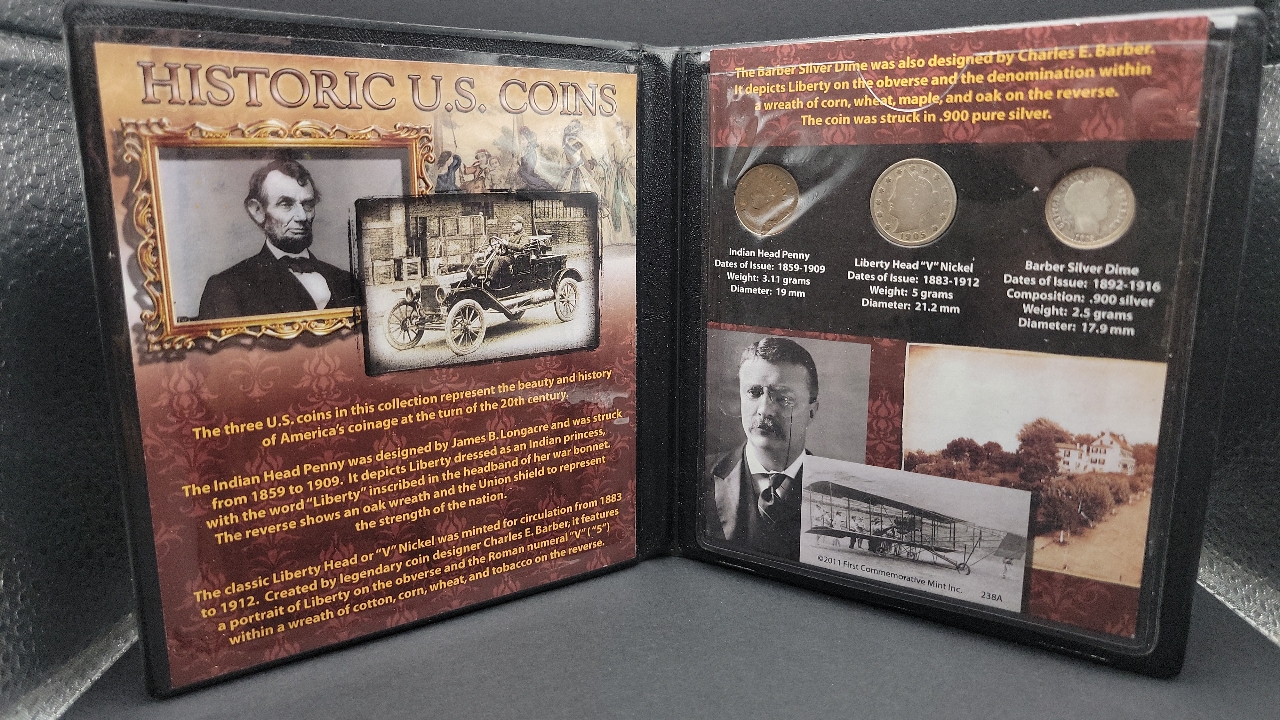 HISTORIC U.S. COINS
The three U.S. coins in this collection represent the beauty and history
of America's coinage at the turn of the 20th century.
The Indian Head Penny was designed by James B. Longacre and was struck
from 1859 to 1909. It depicts Liberty dressed as an Indian princess,
with the word "Liberty" inscribed in the headband of her war bonnet.
The reverse shows an oak wreath and the Union shield to represent
the strength of the nation.
The classic Liberty Head or "V" Nickel was minted for circulation from 1883
to 1912. Created by legendary coin designer Charles E. Barber, it features
a portrait of Liberty on the obverse and the Roman numeral "V" ("5")
within a wreath of cotton, corn, wheat, and tobacco on the reverse.
The Barber Silver Dime was also designed by Charles E. Barber.
It depicts Liberty on the obverse and the denomination within
a wreath of corn, wheat, maple, and oak on the reverse.
The coin was struck in .900 pure silver.
Indian Head Penny
Dates of Issue: 1859-1909
Weight: 3.11 grams
Diameter: 19 mm
Liberty Head "V" Nickel
Dates of Issue: 1883-1912
Weight: 5 grams
Diameter: 21.2 mm
Barber Silver Dime
Dates of Issue: 1892-1916
Composition: .900 silver
Weight: 2.5 grams
Diameter: 17.9 mm
©2011 First Commemorative Mint Inc.
238A